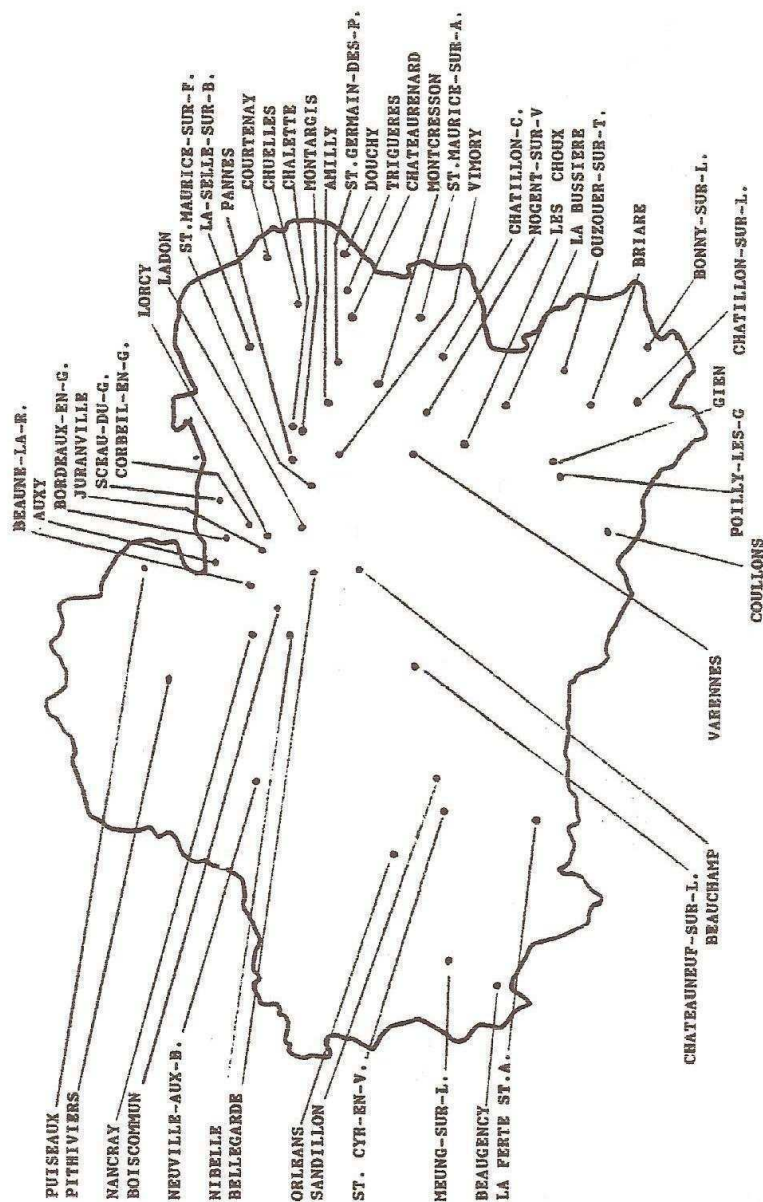 PUISEAUX
PITHIVIERS
NANCRAY
BOISCOMMUN
NEUVILLE-AUX-B.
NIBELLE
BELLEGARDE
ORLEANS
SANDILLON
ST. CYR-EN-V.
MEUNG-SUR-L.
BEAUGENCY
LA FERTE ST.A.
BEAUNE-LA-R.
AUXY
BORDEAUX-EN-G.
JURANVILLE
SCEAU-DU-G.
CORBEIL-EN-G.
LORCY
LADON
ST.MAURICE-SUR-F.
LA-SELLE-SUR-B.
PANNES
COURTENAY
CHUELLES
CHALETTE
MONTARGIS
AMILLY
ST.GERMAIN-DES-P.
DOUCHY
TRIGUERES
CHATEAURENARD
MONTCRESSON
ST.MAURICE-SUR-A.
VIMORY
CHATILLON-C.
NOGENT-SUR-V
LES CHOUX
LA BUSSIERE
OUZOUER-SUR-T.
BRIARE
BONNY-SUR-L.
CHATILLON-SUR-L.
GIEN
POILLY-LES-G
COULLONS
VARENNES
BEAUCHAMP
CHATEAUNEUF-SUR-L.